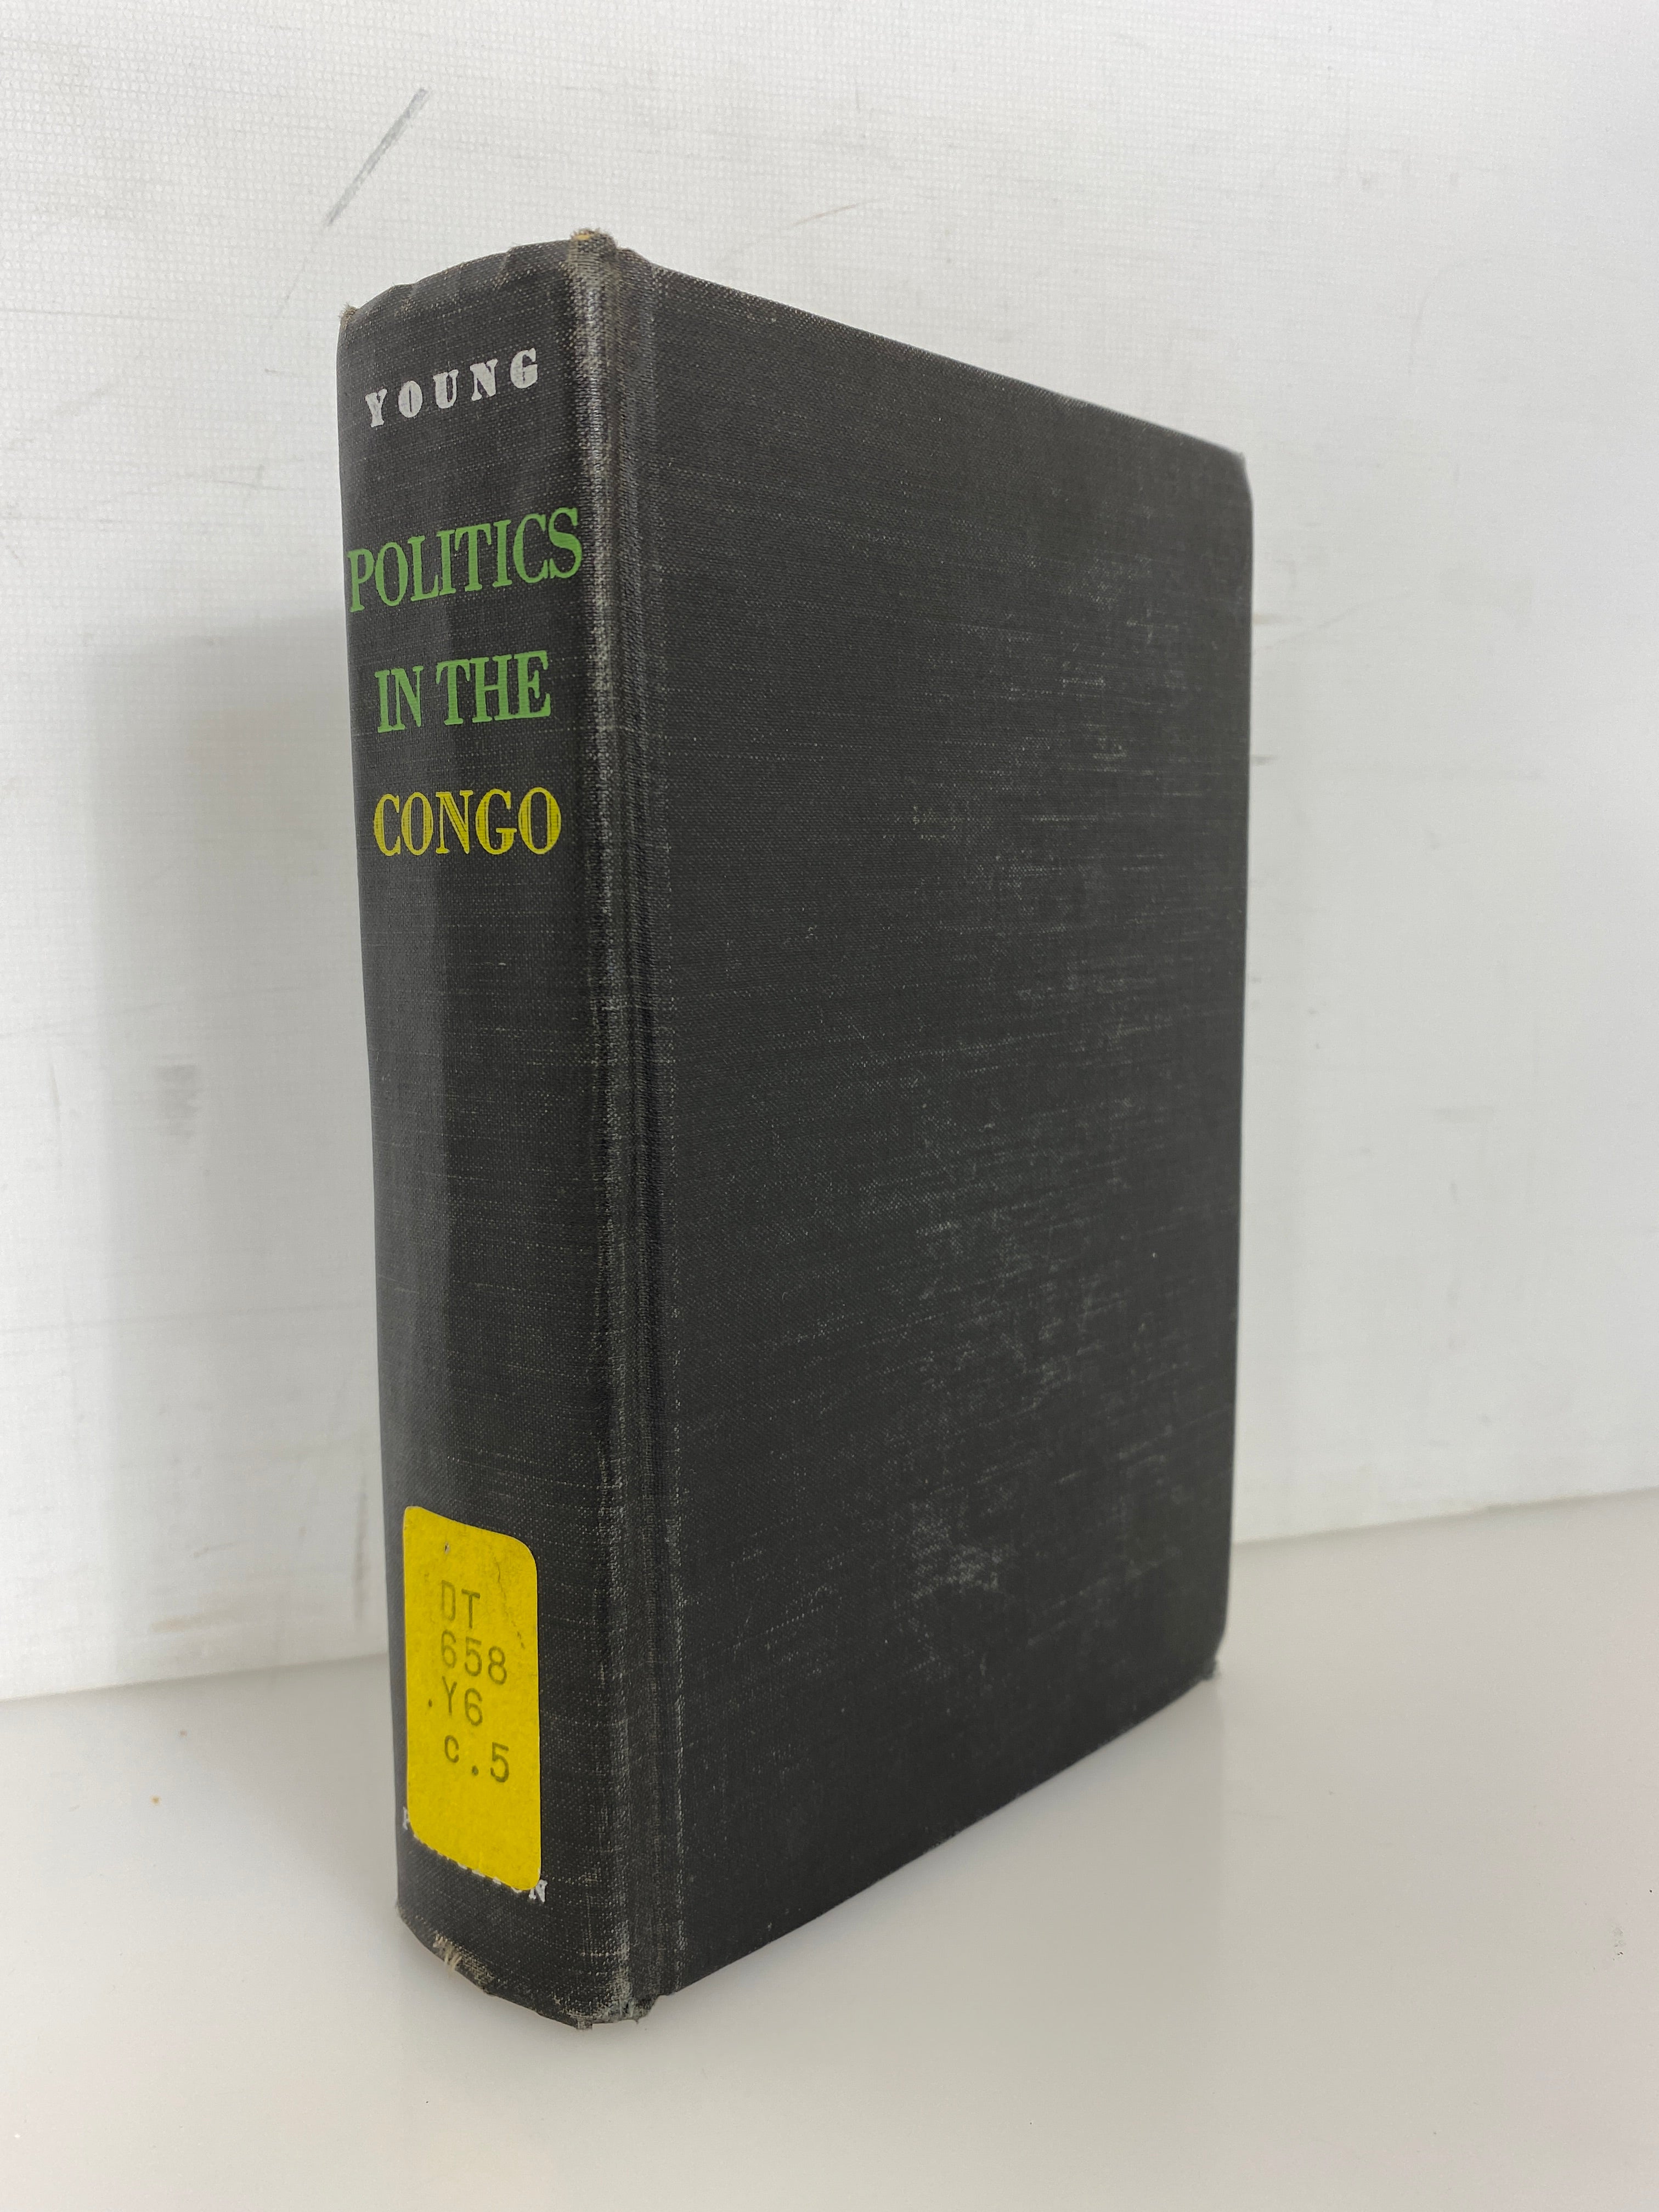 YOUNG
POLITICS
IN THE
CONGO
DT
658
.Y6
c.5